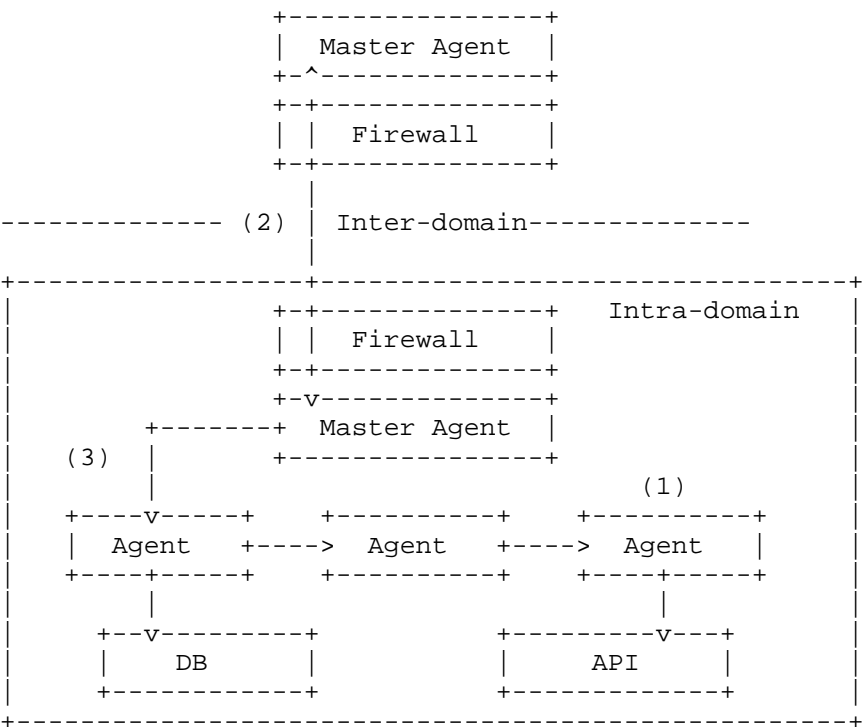 Master Agent
Firewall
(2) Inter-domain
Intra-domain
Firewall
Master Agent
(3)
(1)
Agent Agent Agent
DB API